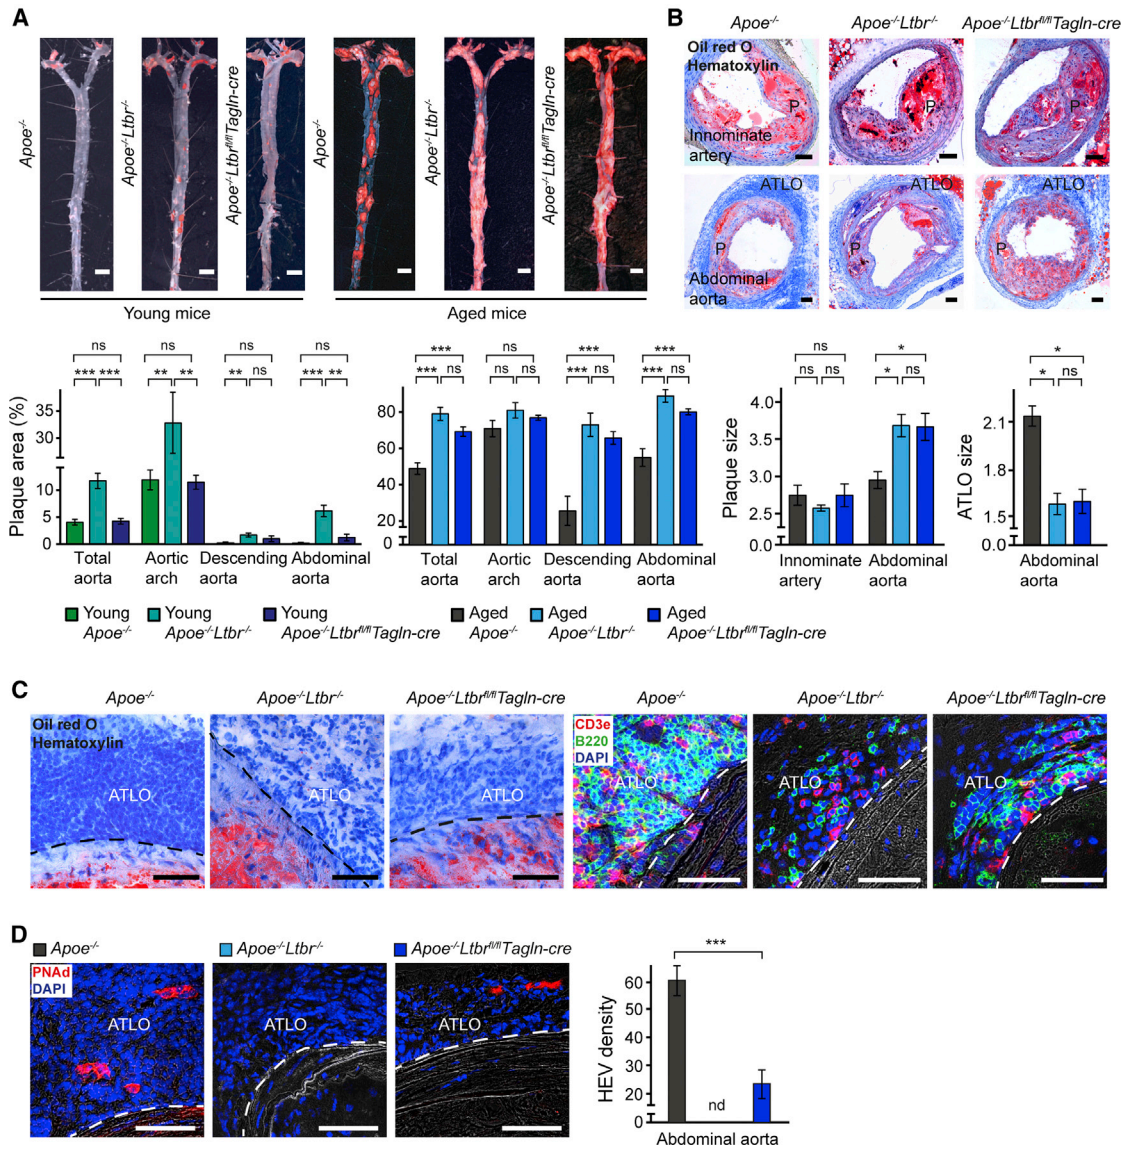 A
Apoe-/-
Apoe-/-Ltbr-/-
Apoe-/-Ltbrfl/flTagln-cre
Apoe-/-
Apoe-/-Ltbr-/-
Apoe-/-Ltbrfl/flTagln-cre
Young mice
Aged mice
B
Apoe-/- Apoe-/-Ltbr-/- Apoe-/-Ltbrfl/flTagln-cre
Oil red O
Hematoxylin
P P P
Innominate
artery
ATLO ATLO ATLO
P P
Abdominal
aorta
Plaque area (%)
ns ns ns ns
*** *** ** ** ** ns *** **
35
30
10
5
0
Total
aorta
Aortic
arch
Descending
aorta
Abdominal
aorta
*** ns *** ***
*** ns ns ns *** ns *** ns
80
60
40
20
0
Total
aorta
Aortic
arch
Descending
aorta
Abdominal
aorta
Plaque size
ns *
ns ns * ns
4.0
3.5
3.0
2.5
0.0
Innominate
artery
Abdominal
aorta
ATLO size
*
* ns
2.1
1.8
1.5
0.0
Abdominal
aorta
Young
Apoe-/-
Young
Apoe-/-Ltbr-/-
Young
Apoe-/-Ltbrfl/flTagln-cre
Aged
Apoe-/-
Aged
Apoe-/-Ltbr-/-
Aged
Apoe-/-Ltbrfl/flTagln-cre
C
Apoe-/- Apoe-/-Ltbr-/- Apoe-/-Ltbrfl/flTagln-cre Apoe-/- Apoe-/-Ltbr-/- Apoe-/-Ltbrfl/flTagln-cre
Oil red O
Hematoxylin
ATLO ATLO ATLO
CD3e
B220
DAPI
ATLO ATLO ATLO
D
Apoe-/- Apoe-/-Ltbr-/- Apoe-/-Ltbrfl/flTagln-cre
PNAd
DAPI
ATLO ATLO ATLO
HEV density
***
60
50
40
30
20
0
nd
Abdominal aorta